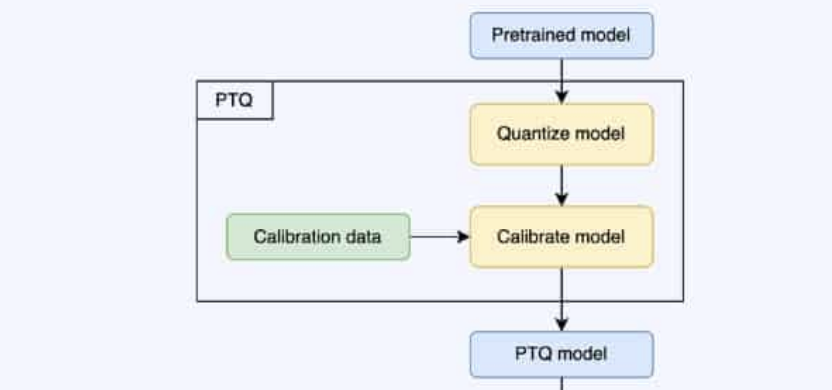 Pretrained model
PTQ
Quantize model
Calibration data
Calibrate model
PTQ model